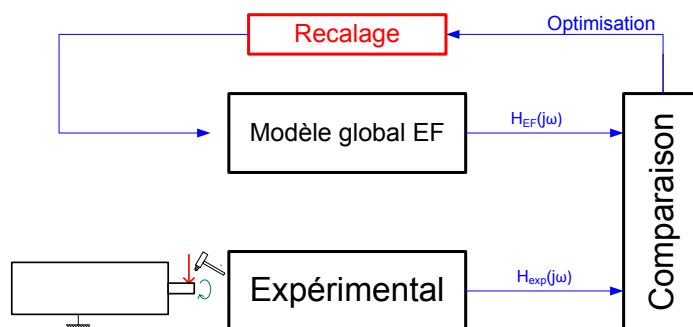 Recalage
Optimisation
Modèle global EF
H_EF(jω)
Comparaison
Expérimental
H_exp(jω)